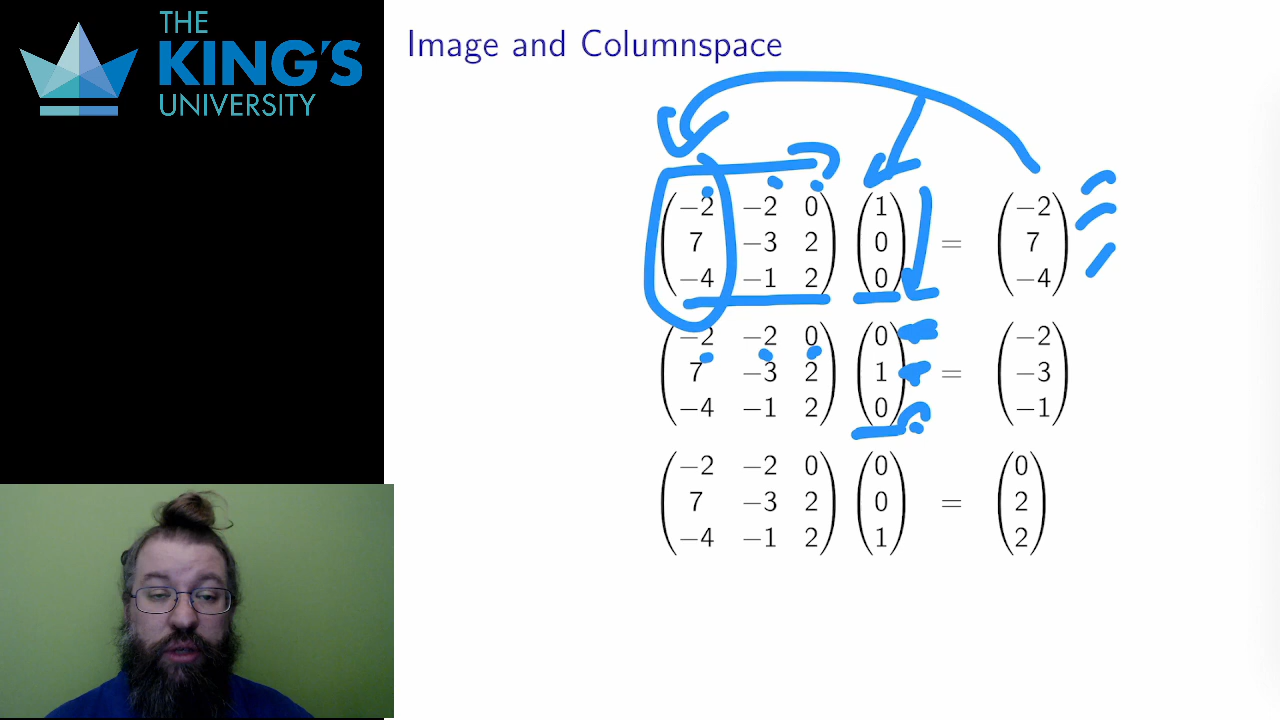 THE
KING'S
UNIVERSITY
Image and Columnspace
−2 −2 0 1 −2
7 −3 2 0 = 7
−4 −1 2 0 −4
−2 −2 0 0 −2
7 −3 2 1 = −3
−4 −1 2 0 −1
−2 −2 0 0 0
7 −3 2 0 = 2
−4 −1 2 1 2